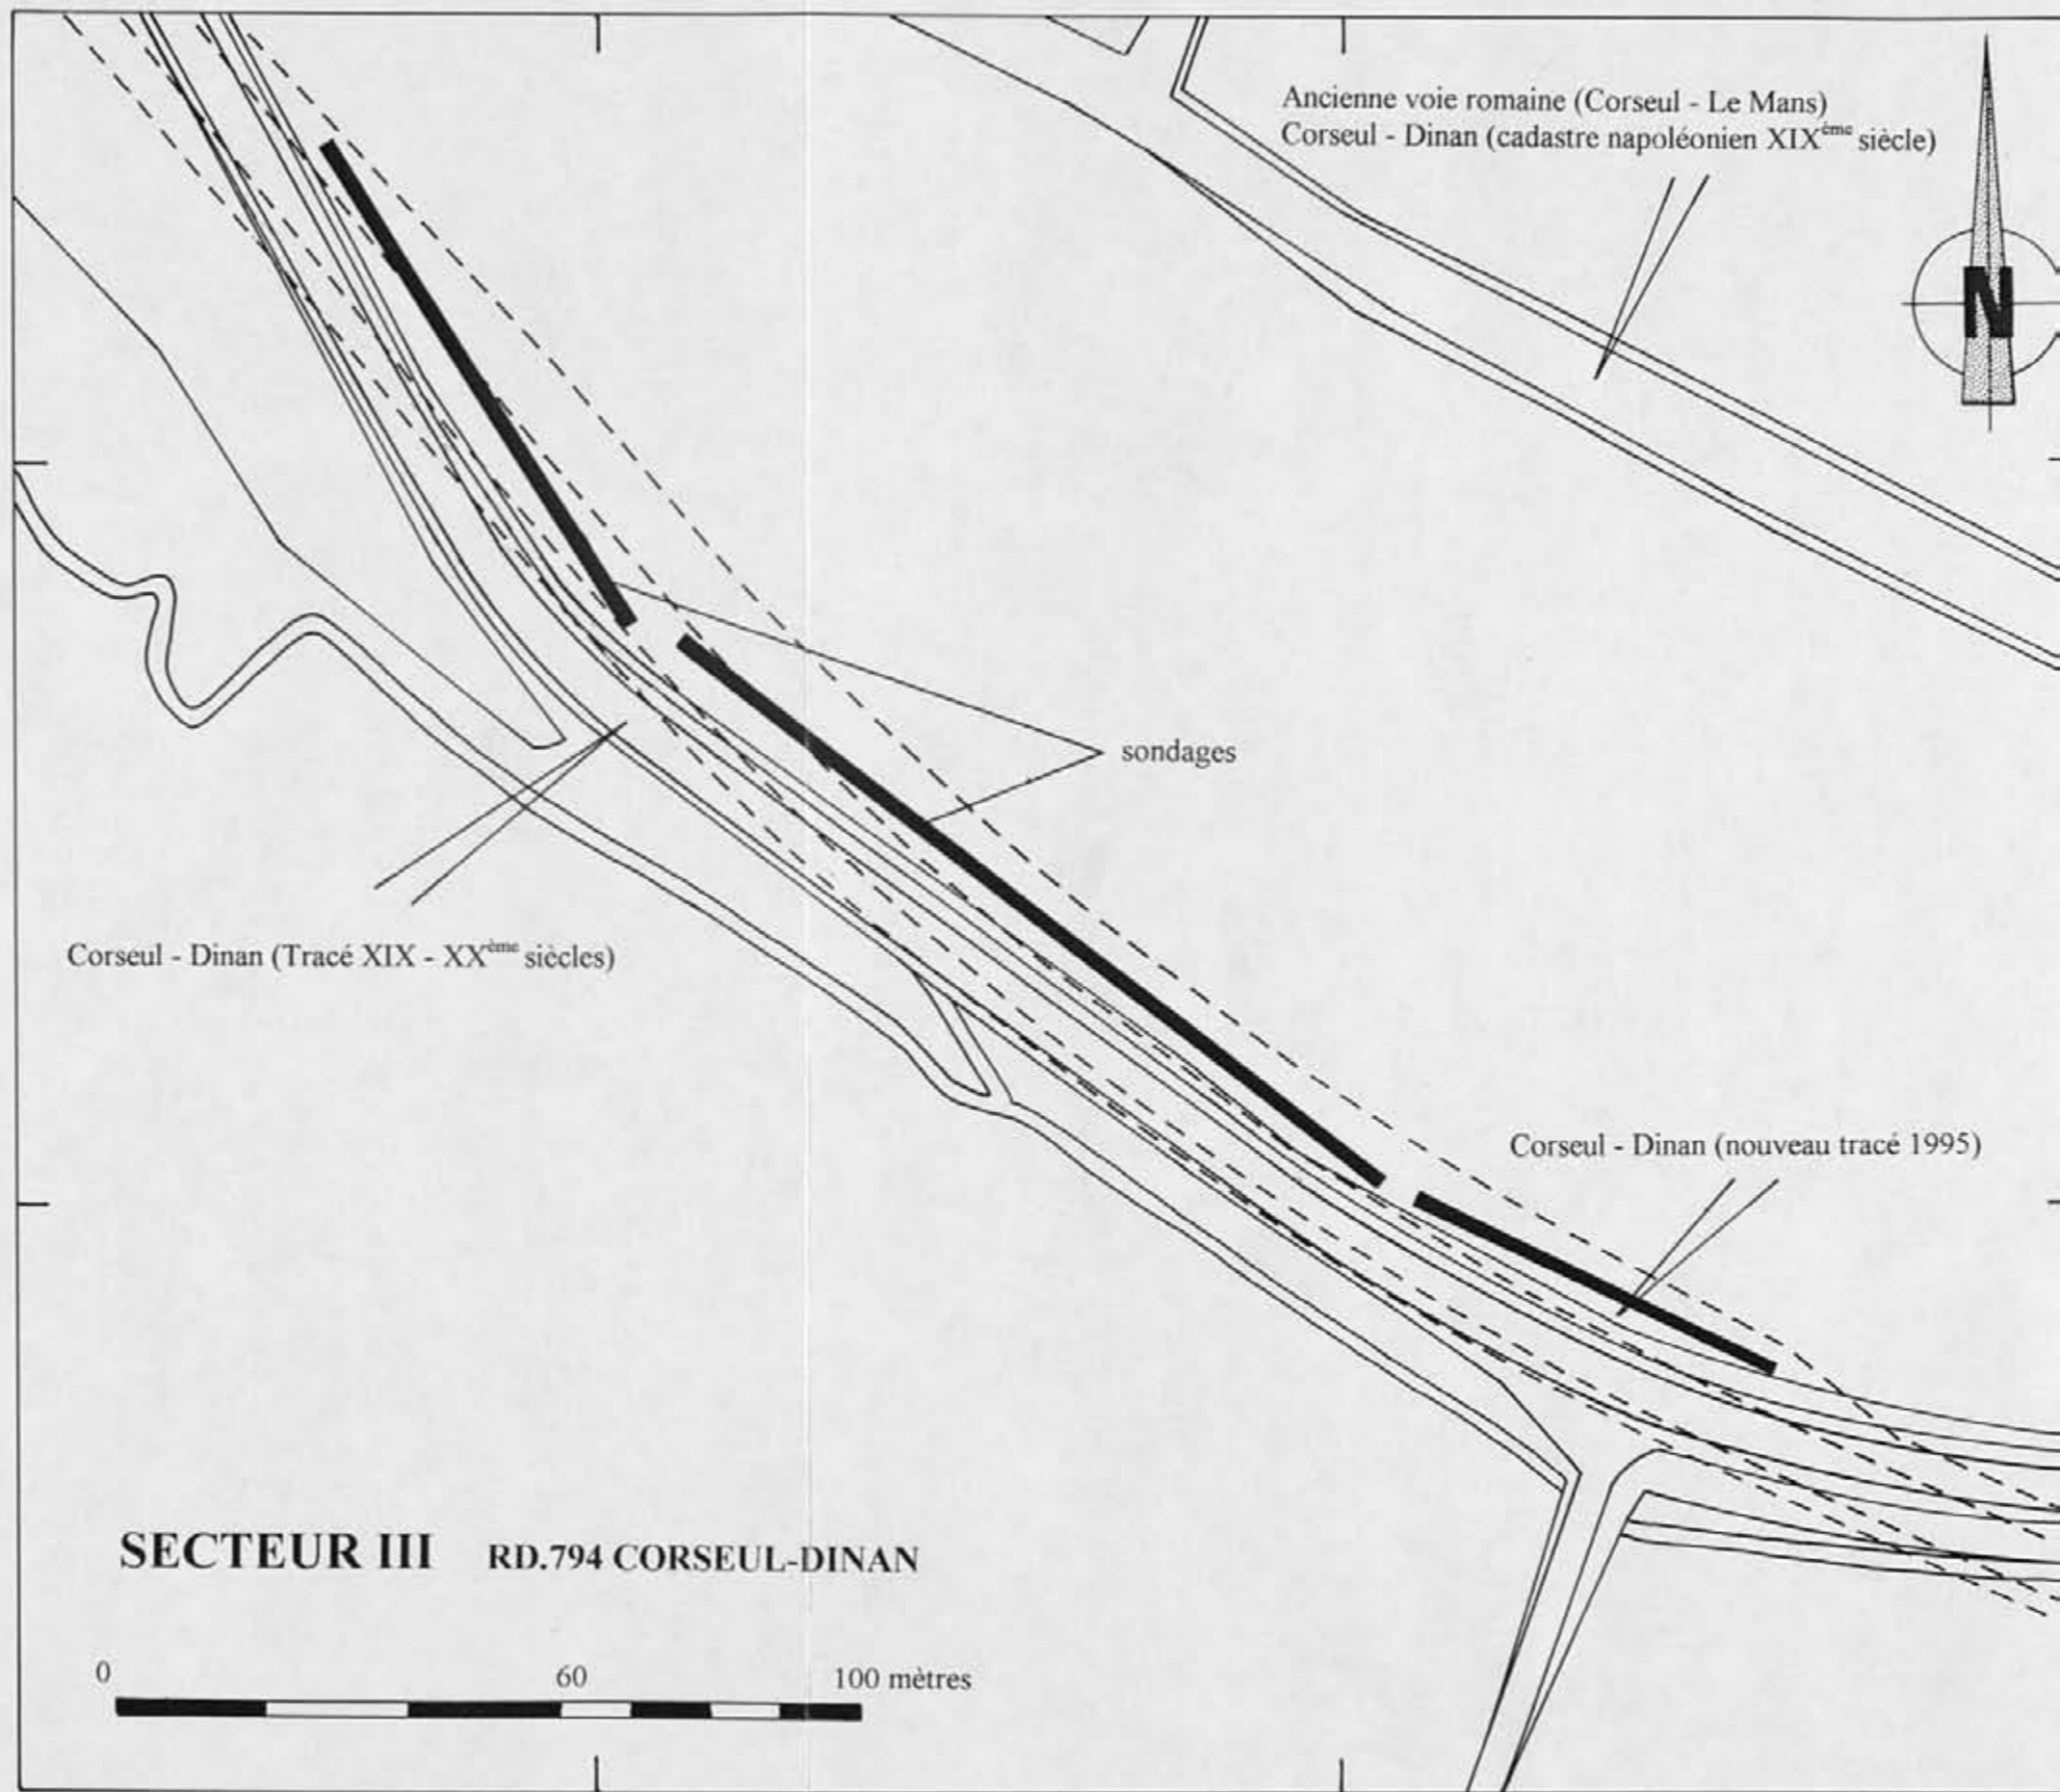 Ancienne voie romaine (Corseul - Le Mans)
Corseul - Dinan (cadastre napoléonien XIXème siècle)
N
sondages
Corseul - Dinan (Tracé XIX - XXème siècles)
Corseul - Dinan (nouveau tracé 1995)
SECTEUR III RD.794 CORSEUL-DINAN
0 60 100 mètres